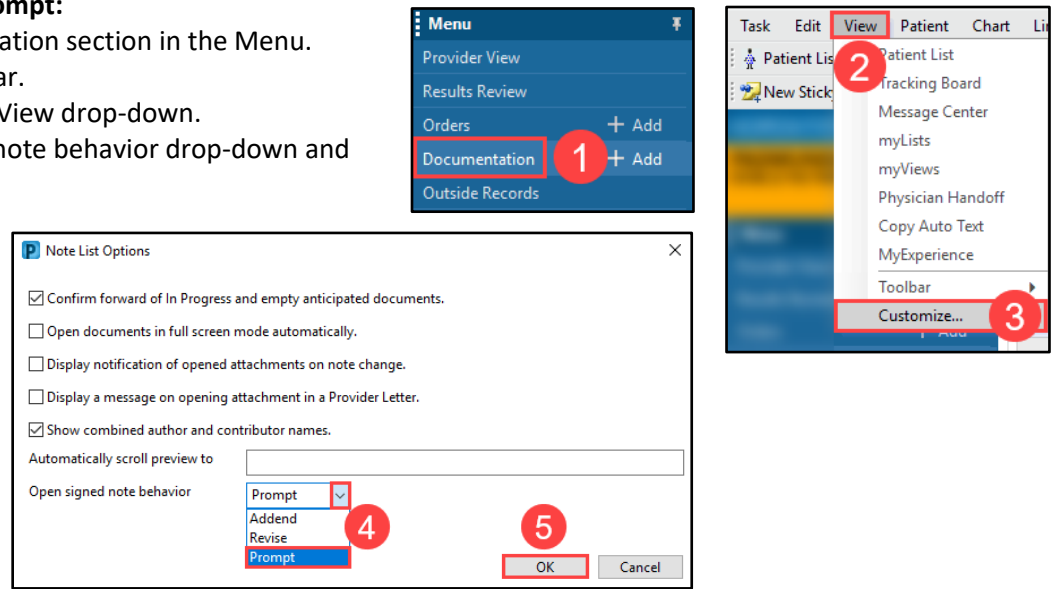 ompt:
ation section in the Menu.
ar.
View drop-down.
note behavior drop-down and
Menu
Provider View
Results Review
Orders + Add
Documentation 1 + Add
Outside Records
Task Edit View Patient Chart Li
Patient Lis 2 Patient List
New Stick Tracking Board
Message Center
myLists
myViews
Physician Handoff
Copy Auto Text
MyExperience
Toolbar
Customize... 3
+ Add
P Note List Options
Confirm forward of In Progress and empty anticipated documents.
Open documents in full screen mode automatically.
Display notification of opened attachments on note change.
Display a message on opening attachment in a Provider Letter.
Show combined author and contributor names.
Automatically scroll preview to
Open signed note behavior Prompt
Addend 4
Revise
Prompt
5
OK Cancel